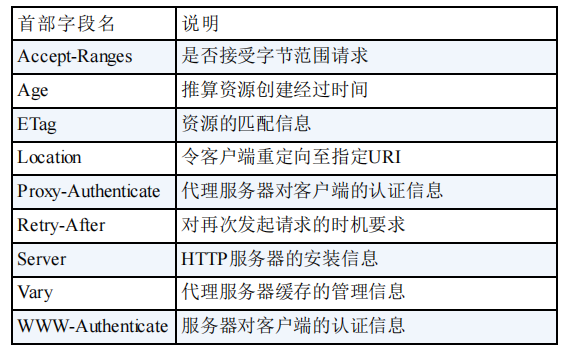 首部字段名 说明
Accept-Ranges 是否接受字节范围请求
Age 推算资源创建经过时间
ETag 资源的匹配信息
Location 令客户端重定向至指定URI
Proxy-Authenticate 代理服务器对客户端的认证信息
Retry-After 对再次发起请求的时机要求
Server HTTP服务器的安装信息
Vary 代理服务器缓存的管理信息
WWW-Authenticate 服务器对客户端的认证信息